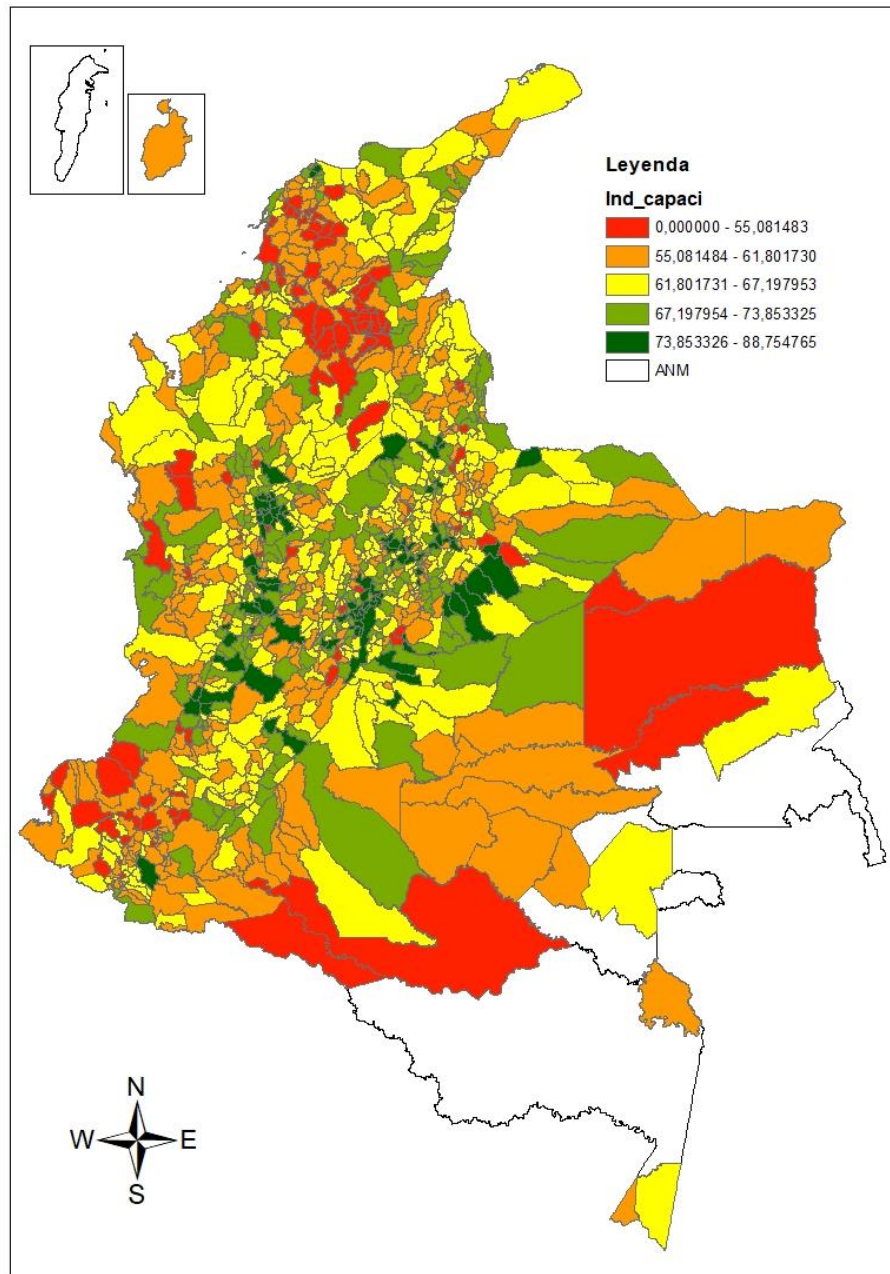 Leyenda
Ind_capaci
0,000000 - 55,081483
55,081484 - 61,801730
61,801731 - 67,197953
67,197954 - 73,853325
73,853326 - 88,754765
ANM
N
W E
S